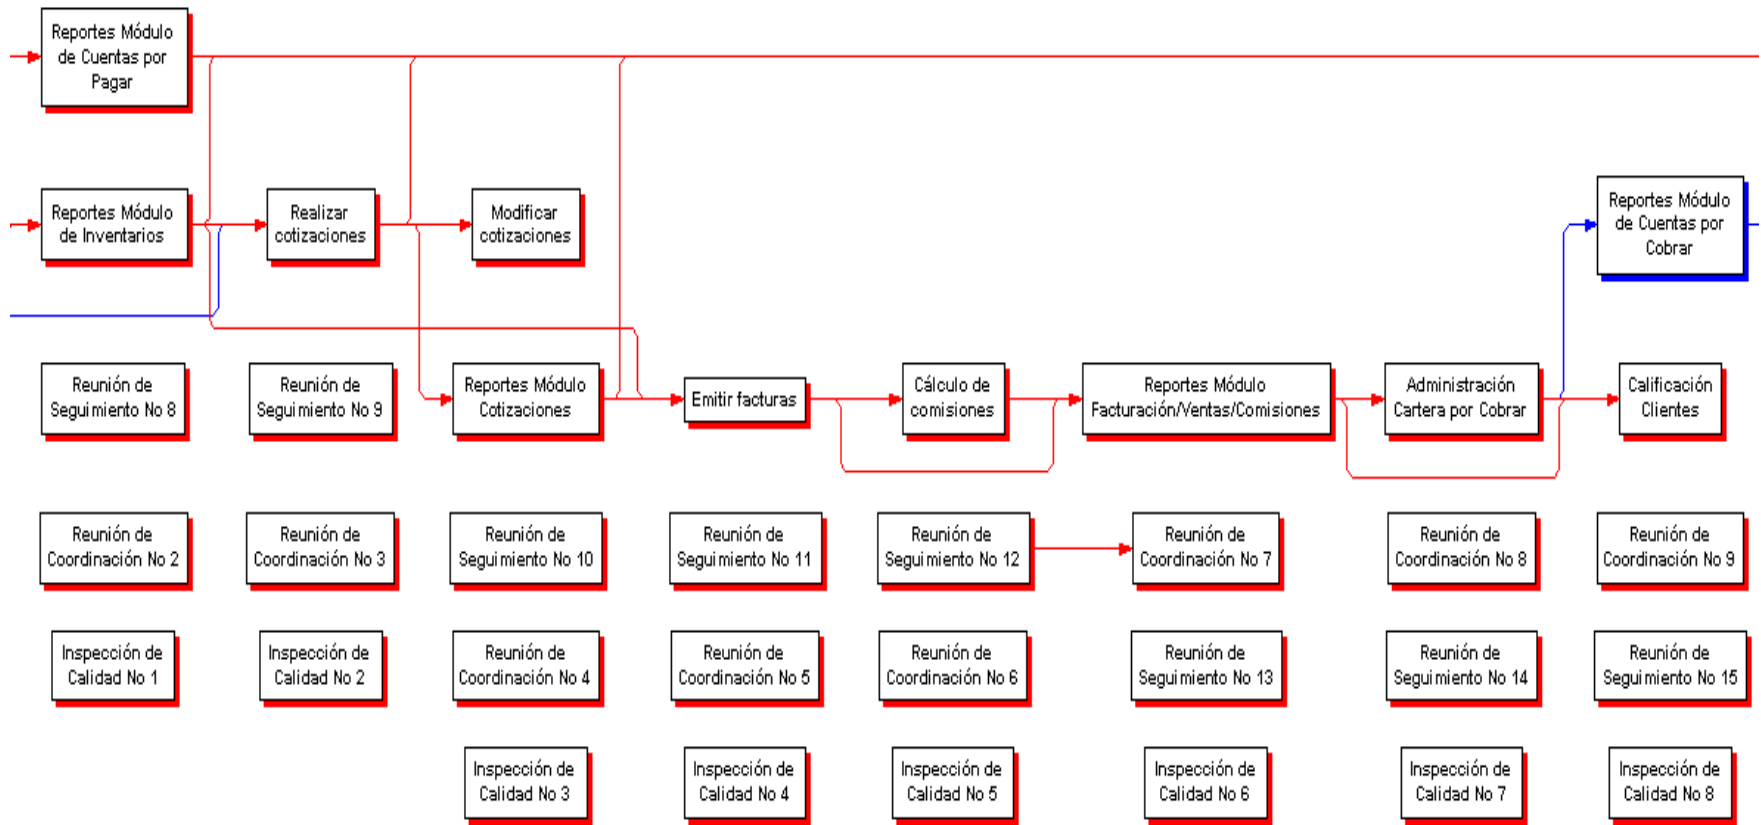 Reportes Módulo
de Cuentas por
Pagar
Reportes Módulo
de Inventarios
Realizar
cotizaciones
Modificar
cotizaciones
Reportes Módulo
de Cuentas por
Cobrar
Reunión de
Seguimiento No 8
Reunión de
Seguimiento No 9
Reportes Módulo
Cotizaciones
Emitir facturas
Cálculo de
comisiones
Reportes Módulo
Facturación/Ventas/Comisiones
Administración
Cartera por Cobrar
Calificación
Clientes
Reunión de
Coordinación No 2
Reunión de
Coordinación No 3
Reunión de
Seguimiento No 10
Reunión de
Seguimiento No 11
Reunión de
Seguimiento No 12
Reunión de
Coordinación No 7
Reunión de
Coordinación No 8
Reunión de
Coordinación No 9
Inspección de
Calidad No 1
Inspección de
Calidad No 2
Reunión de
Coordinación No 4
Reunión de
Coordinación No 5
Reunión de
Coordinación No 6
Reunión de
Seguimiento No 13
Reunión de
Seguimiento No 14
Reunión de
Seguimiento No 15
Inspección de
Calidad No 3
Inspección de
Calidad No 4
Inspección de
Calidad No 5
Inspección de
Calidad No 6
Inspección de
Calidad No 7
Inspección de
Calidad No 8